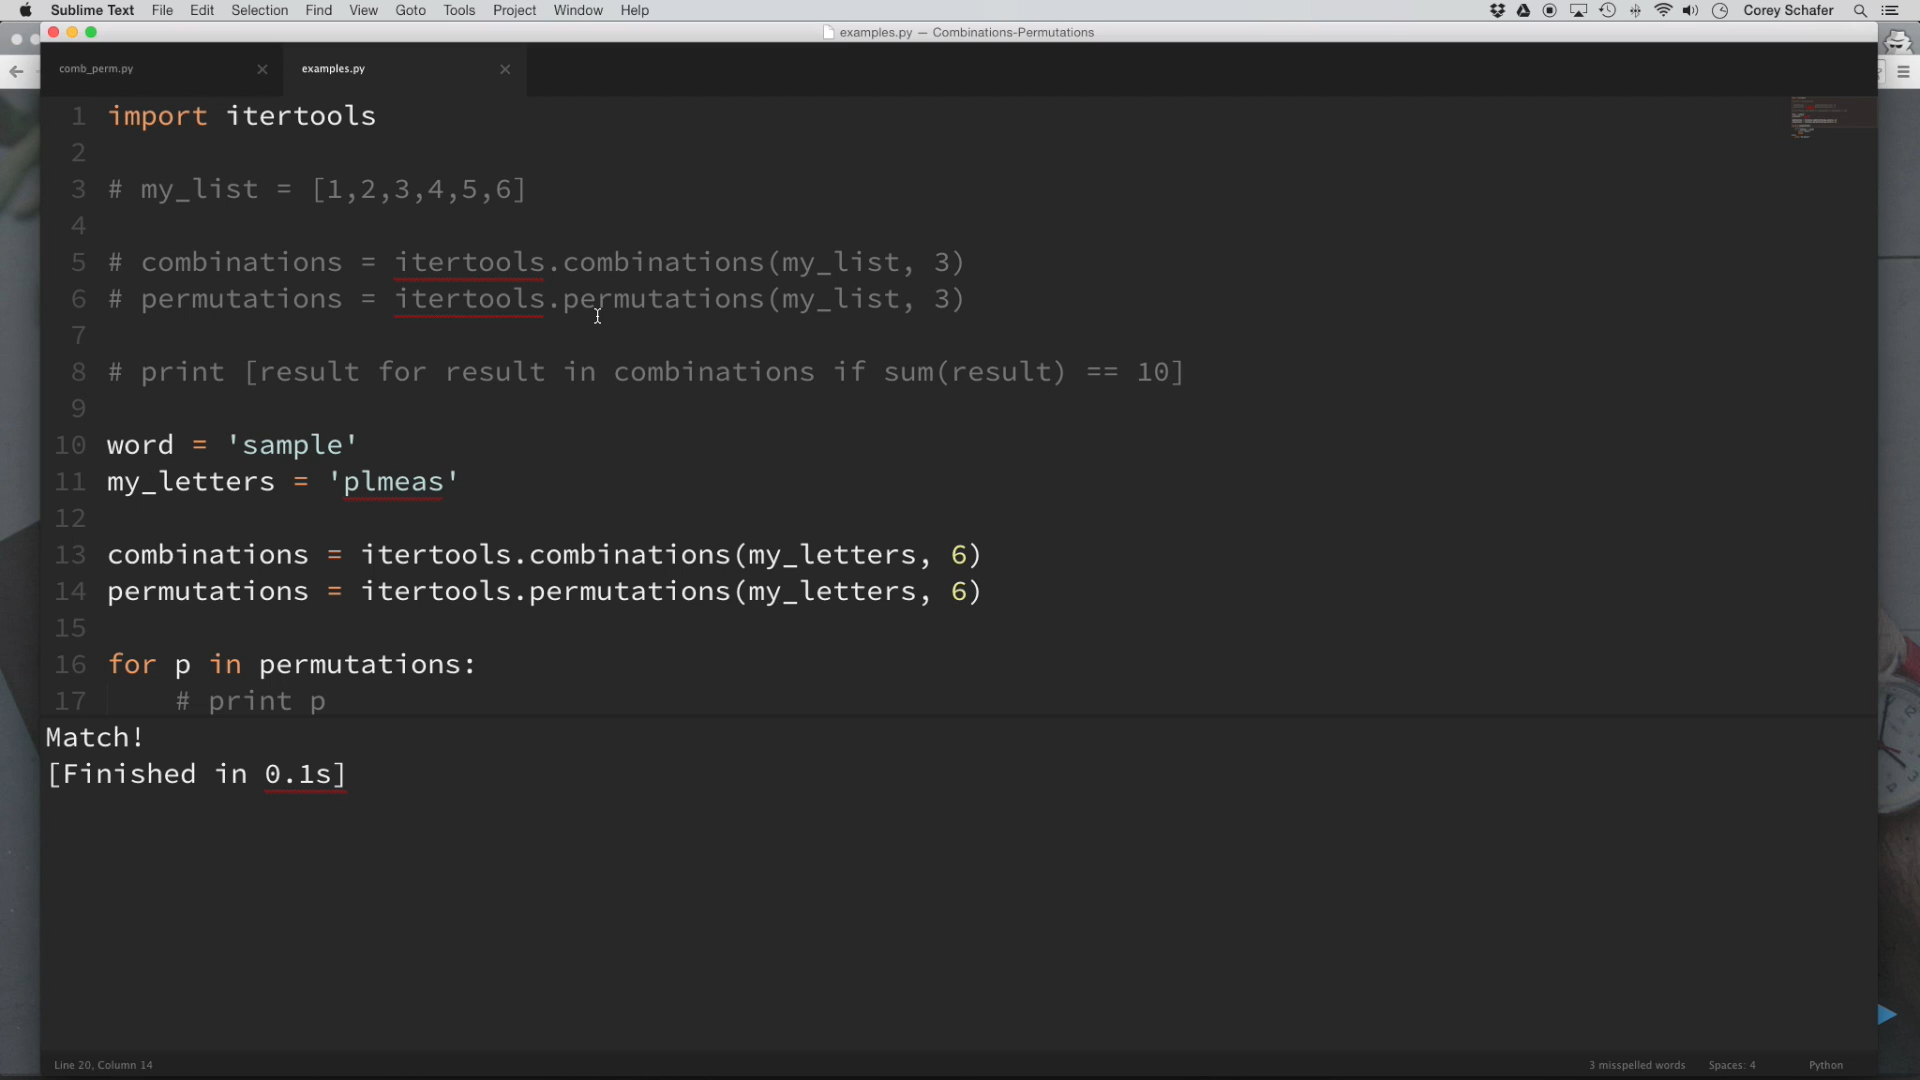 Sublime Text File Edit Selection Find View Goto Tools Project Window Help Corey Schafer
examples.py — Combinations-Permutations
comb_perm.py examples.py
1 import itertools
2
3 # my_list = [1,2,3,4,5,6]
4
5 # combinations = itertools.combinations(my_list, 3)
6 # permutations = itertools.permutations(my_list, 3)
7
8 # print [result for result in combinations if sum(result) == 10]
9
10 word = 'sample'
11 my_letters = 'plmeas'
12
13 combinations = itertools.combinations(my_letters, 6)
14 permutations = itertools.permutations(my_letters, 6)
15
16 for p in permutations:
17 # print p
Match!
[Finished in 0.1s]
Line 20, Column 14 3 misspelled words Spaces: 4 Python